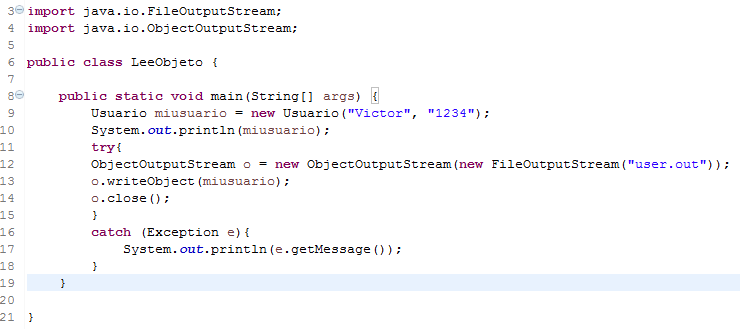 3 import java.io.FileOutputStream;
4 import java.io.ObjectOutputStream;
5
6 public class LeeObjeto {
7
8     public static void main(String[] args) {
9         Usuario miusuario = new Usuario("Victor", "1234");
10         System.out.println(miusuario);
11         try{
12         ObjectOutputStream o = new ObjectOutputStream(new FileOutputStream("user.out"));
13         o.writeObject(miusuario);
14         o.close();
15         }
16         catch (Exception e){
17             System.out.println(e.getMessage());
18         }
19     }
20
21 }